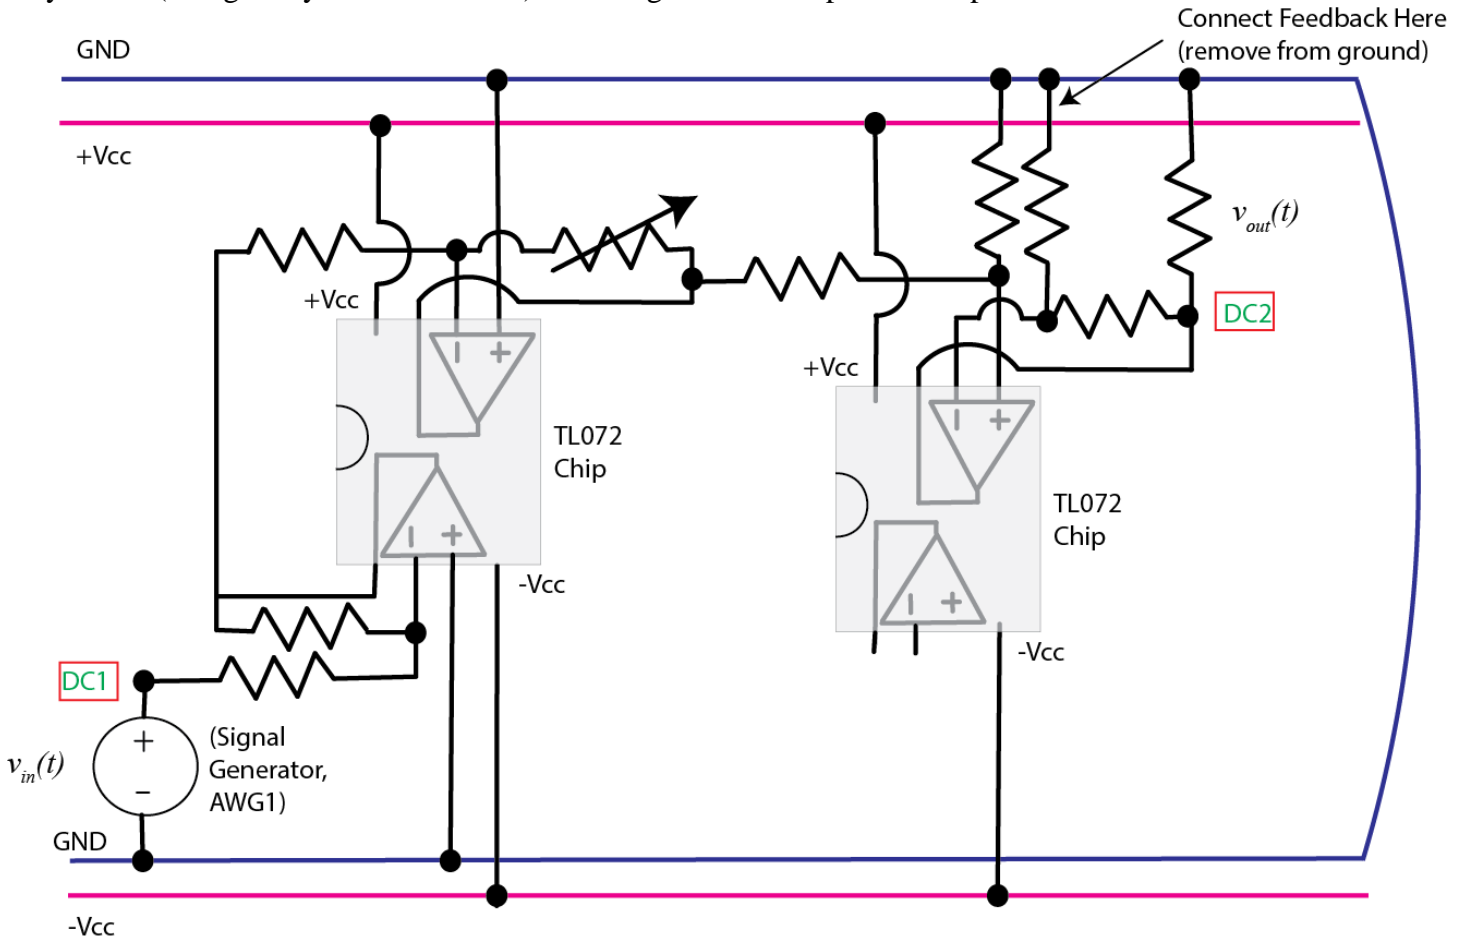 Connect Feedback Here
(remove from ground)
GND
+Vcc
v_out(t)
+Vcc
DC2
+Vcc
TL072
Chip
TL072
Chip
-Vcc
-Vcc
DC1
v_in(t)
(Signal
Generator,
AWG1)
GND
-Vcc